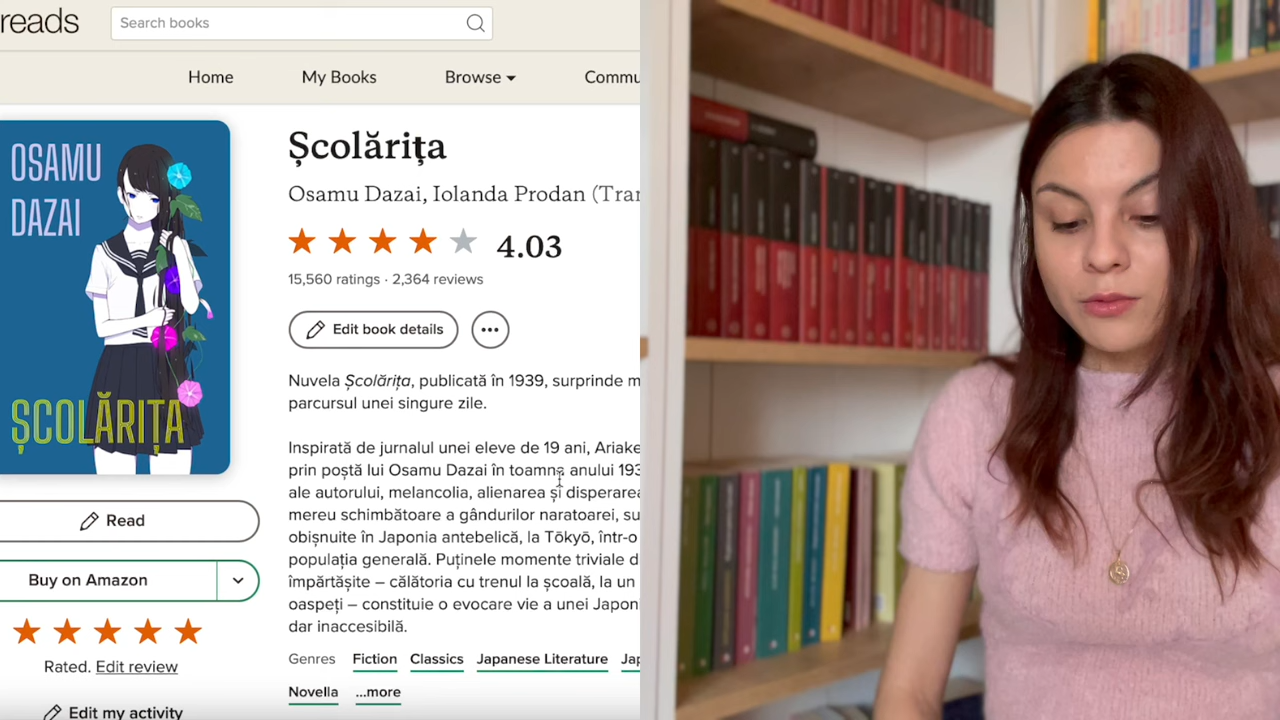 reads
Search books
Home
My Books
Browse
Commu
OSAMU
DAZAI
ȘCOLĂRIȚA
Școlărița
Osamu Dazai, Iolanda Prodan (Tran
4.03
15,560 ratings · 2,364 reviews
Edit book details
Nuvela Școlărița, publicată în 1939, surprinde m
parcursul unei singure zile.
Inspirată de jurnalul unei eleve de 19 ani, Ariake
prin poștă lui Osamu Dazai în toamna anului 193
ale autorului, melancolia, alienarea și disperarea
mereu schimbătoare a gândurilor naratoarei, su
obișnuite în Japonia antebelică, la Tōkyō, într-o
populația generală. Puținele momente triviale d
împărtășite – călătoria cu trenul la școală, la un
oaspeți – constituie o evocare vie a unei Japon
dar inaccesibilă.
Genres
Fiction
Classics
Japanese Literature
Jap
Novella
...more
Read
Buy on Amazon
Rated. Edit review
Edit my activity